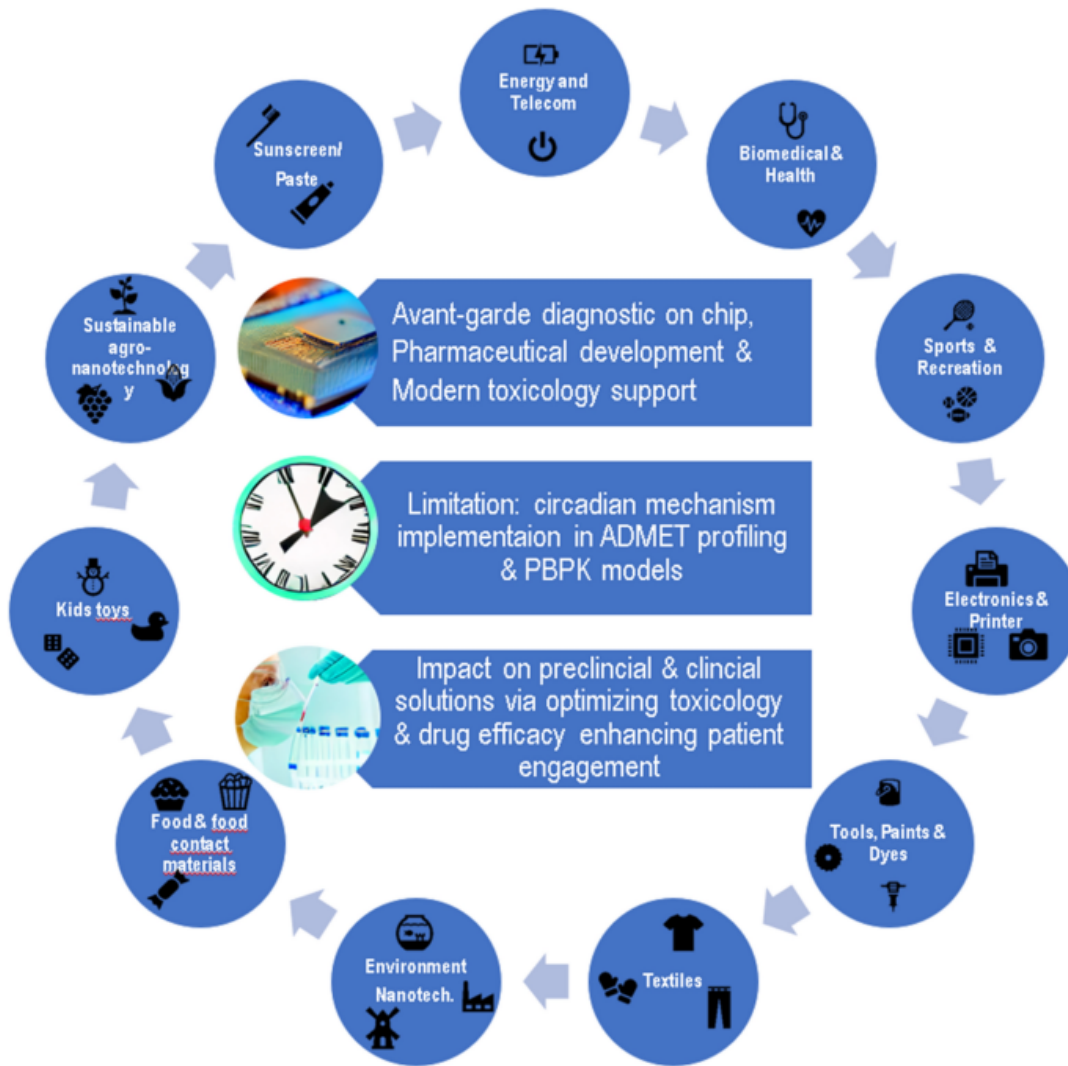 Energy and
Telecom
Biomedical &
Health
Sports &
Recreation
Electronics &
Printer
Tools, Paints &
Dyes
Textiles
Environment
Nanotech.
Food & food
contact
materials
Kids toys
Sustainable
agro-
nanotechnolog
y
Sunscreen/
Paste
Avant-garde diagnostic on chip,
Pharmaceutical development &
Modern toxicology support
Limitation: circadian mechanism
implementaion in ADMET profiling
& PBPK models
Impact on preclincial & clincial
solutions via optimizing toxicology
& drug efficacy enhancing patient
engagement